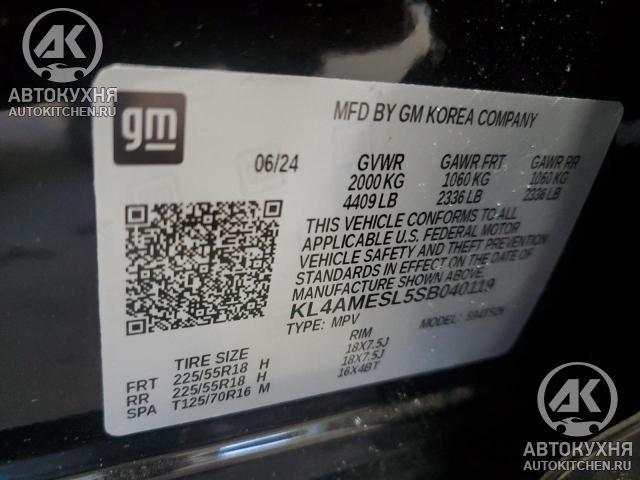 AK
АВТОКУХНЯ
AUTOKITCHEN.RU
gm
MFD BY GM KOREA COMPANY
06/24 GVWR GAWR FRT GAWR RR
2000 KG 1060 KG 1060 KG
4409 LB 2336 LB 2336 LB
THIS VEHICLE CONFORMS TO ALL
APPLICABLE U.S. FEDERAL MOTOR
VEHICLE SAFETY AND THEFT PREVENTION
STANDARDS IN EFFECT ON THE DATE OF
MANUFACTURE SHOWN ABOVE.
KL4AMESL5SB040119
TYPE: MPV MODEL:
TIRE SIZE RIM
FRT 225/55R18 H 18X7.5J
RR 225/55R18 H 18X7.5J
SPA T125/70R16 M 16X4BT
AK
АВТОКУХНЯ
AUTOKITCHEN.RU